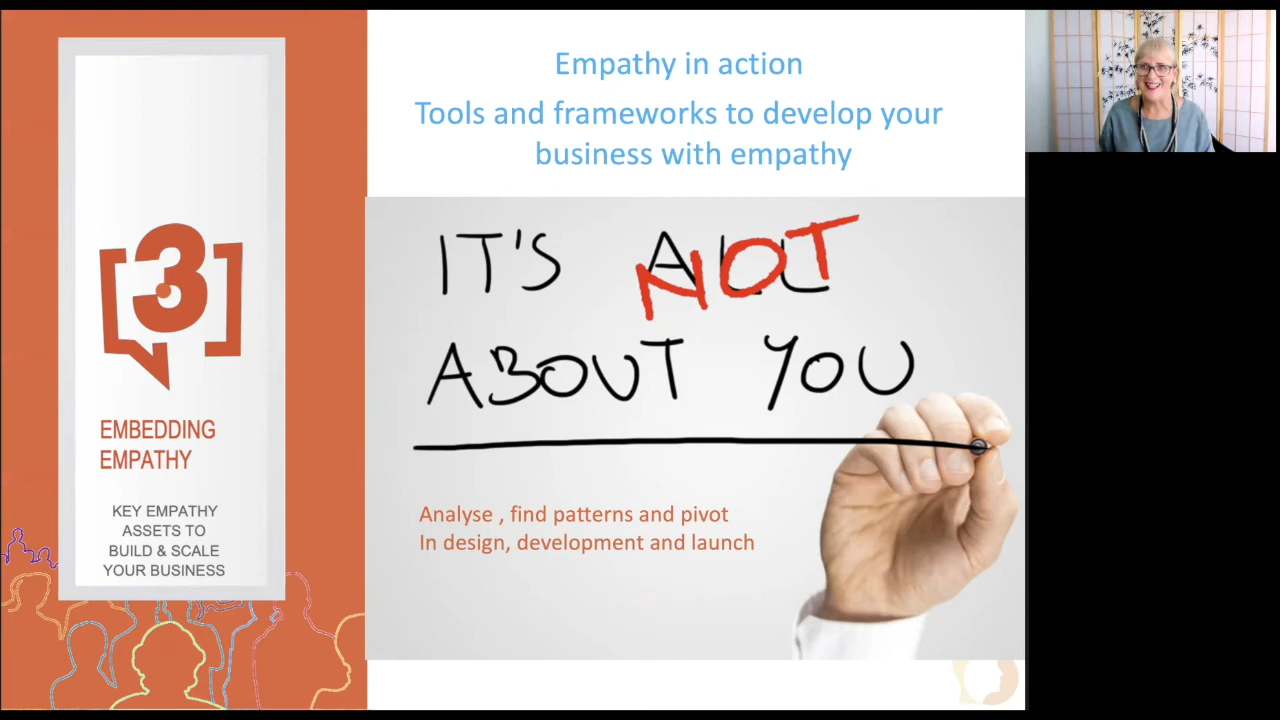 [3]
EMBEDDING
EMPATHY
KEY EMPATHY
ASSETS TO
BUILD & SCALE
YOUR BUSINESS
Empathy in action
Tools and frameworks to develop your
business with empathy
IT'S ALL NOT
ABOUT YOU
Analyse , find patterns and pivot
In design, development and launch